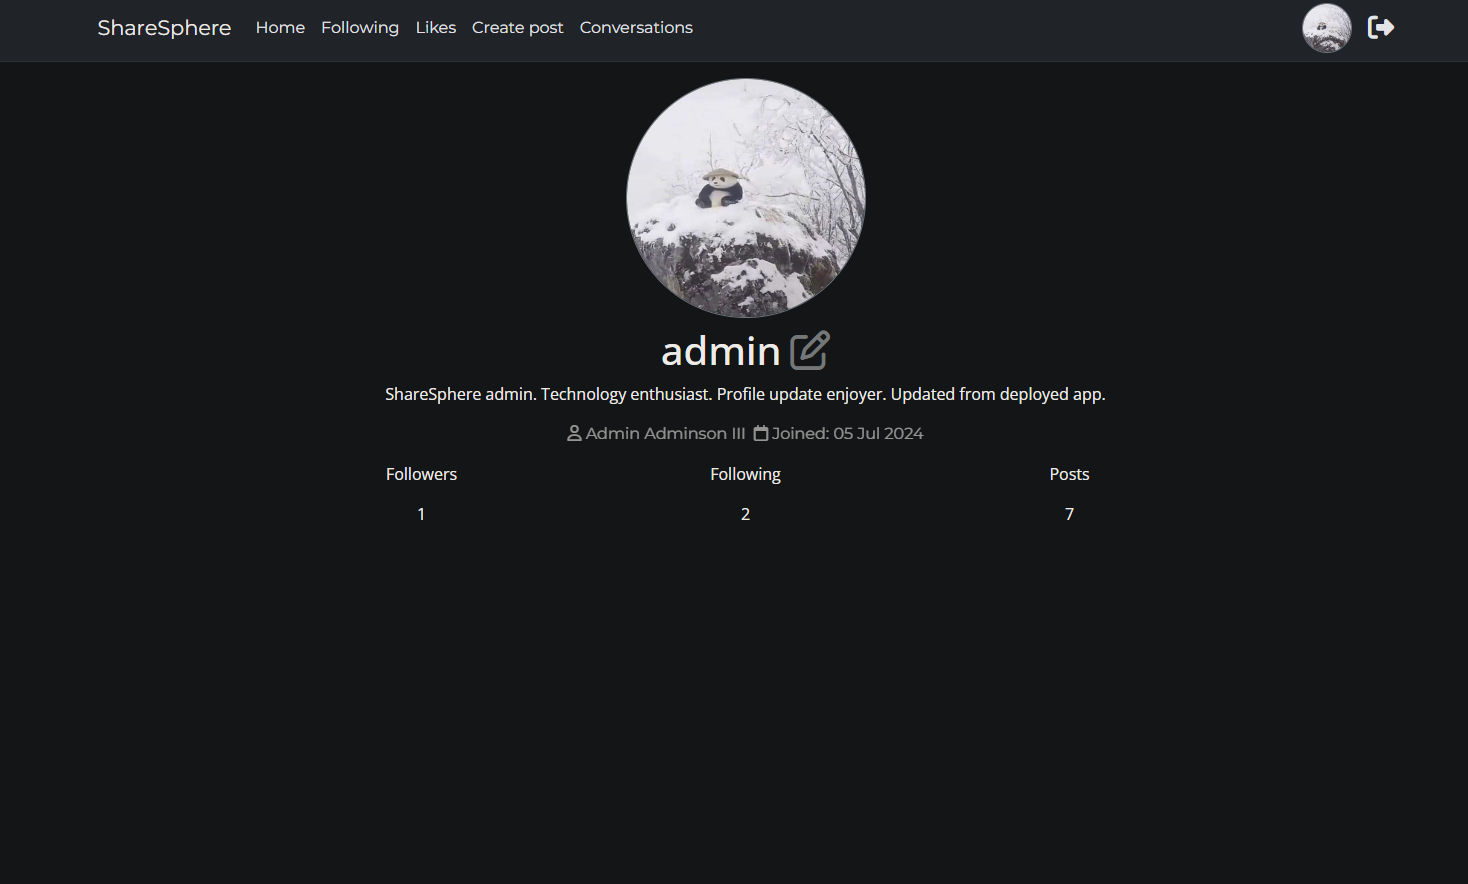 ShareSphere Home Following Likes Create post Conversations
admin
ShareSphere admin. Technology enthusiast. Profile update enjoyer. Updated from deployed app.
Admin Adminson III Joined: 05 Jul 2024
Followers Following Posts
1 2 7